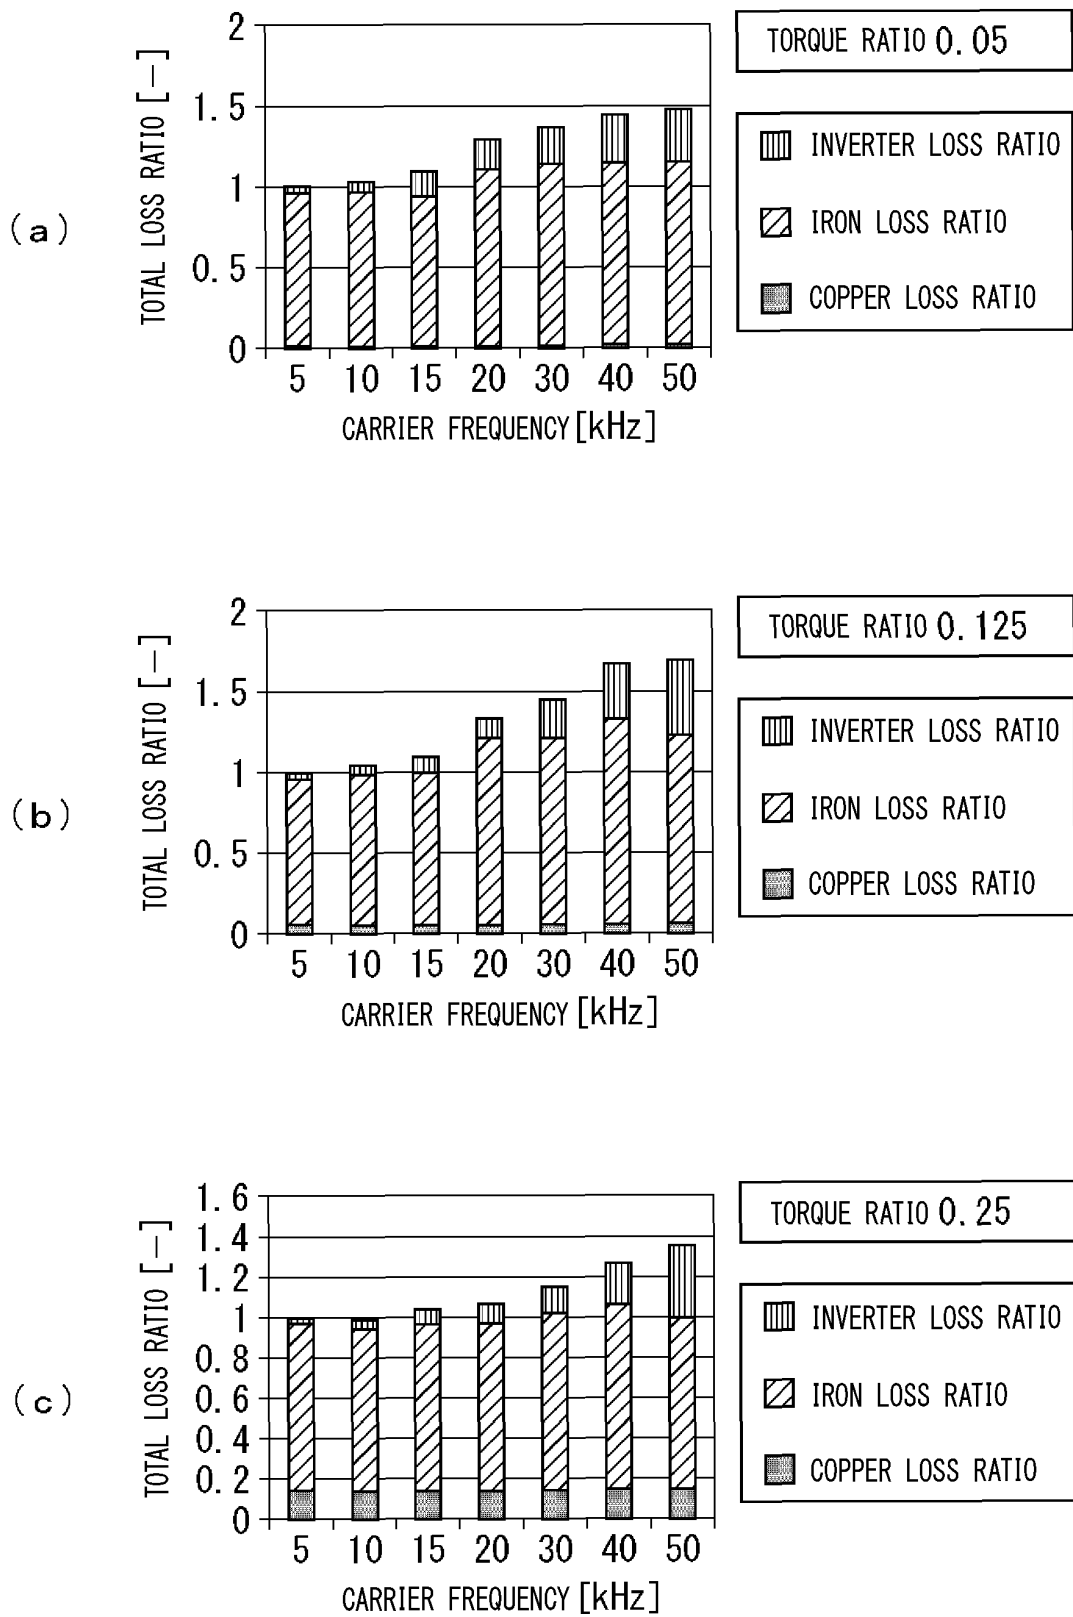 (a)
TOTAL LOSS RATIO [—]
2
1.5
1
0.5
0
5 10 15 20 30 40 50
CARRIER FREQUENCY [kHz]
TORQUE RATIO 0.05
INVERTER LOSS RATIO
IRON LOSS RATIO
COPPER LOSS RATIO
(b)
TOTAL LOSS RATIO [—]
2
1.5
1
0.5
0
5 10 15 20 30 40 50
CARRIER FREQUENCY [kHz]
TORQUE RATIO 0.125
INVERTER LOSS RATIO
IRON LOSS RATIO
COPPER LOSS RATIO
(c)
TOTAL LOSS RATIO [—]
1.6
1.4
1.2
1
0.8
0.6
0.4
0.2
0
5 10 15 20 30 40 50
CARRIER FREQUENCY [kHz]
TORQUE RATIO 0.25
INVERTER LOSS RATIO
IRON LOSS RATIO
COPPER LOSS RATIO